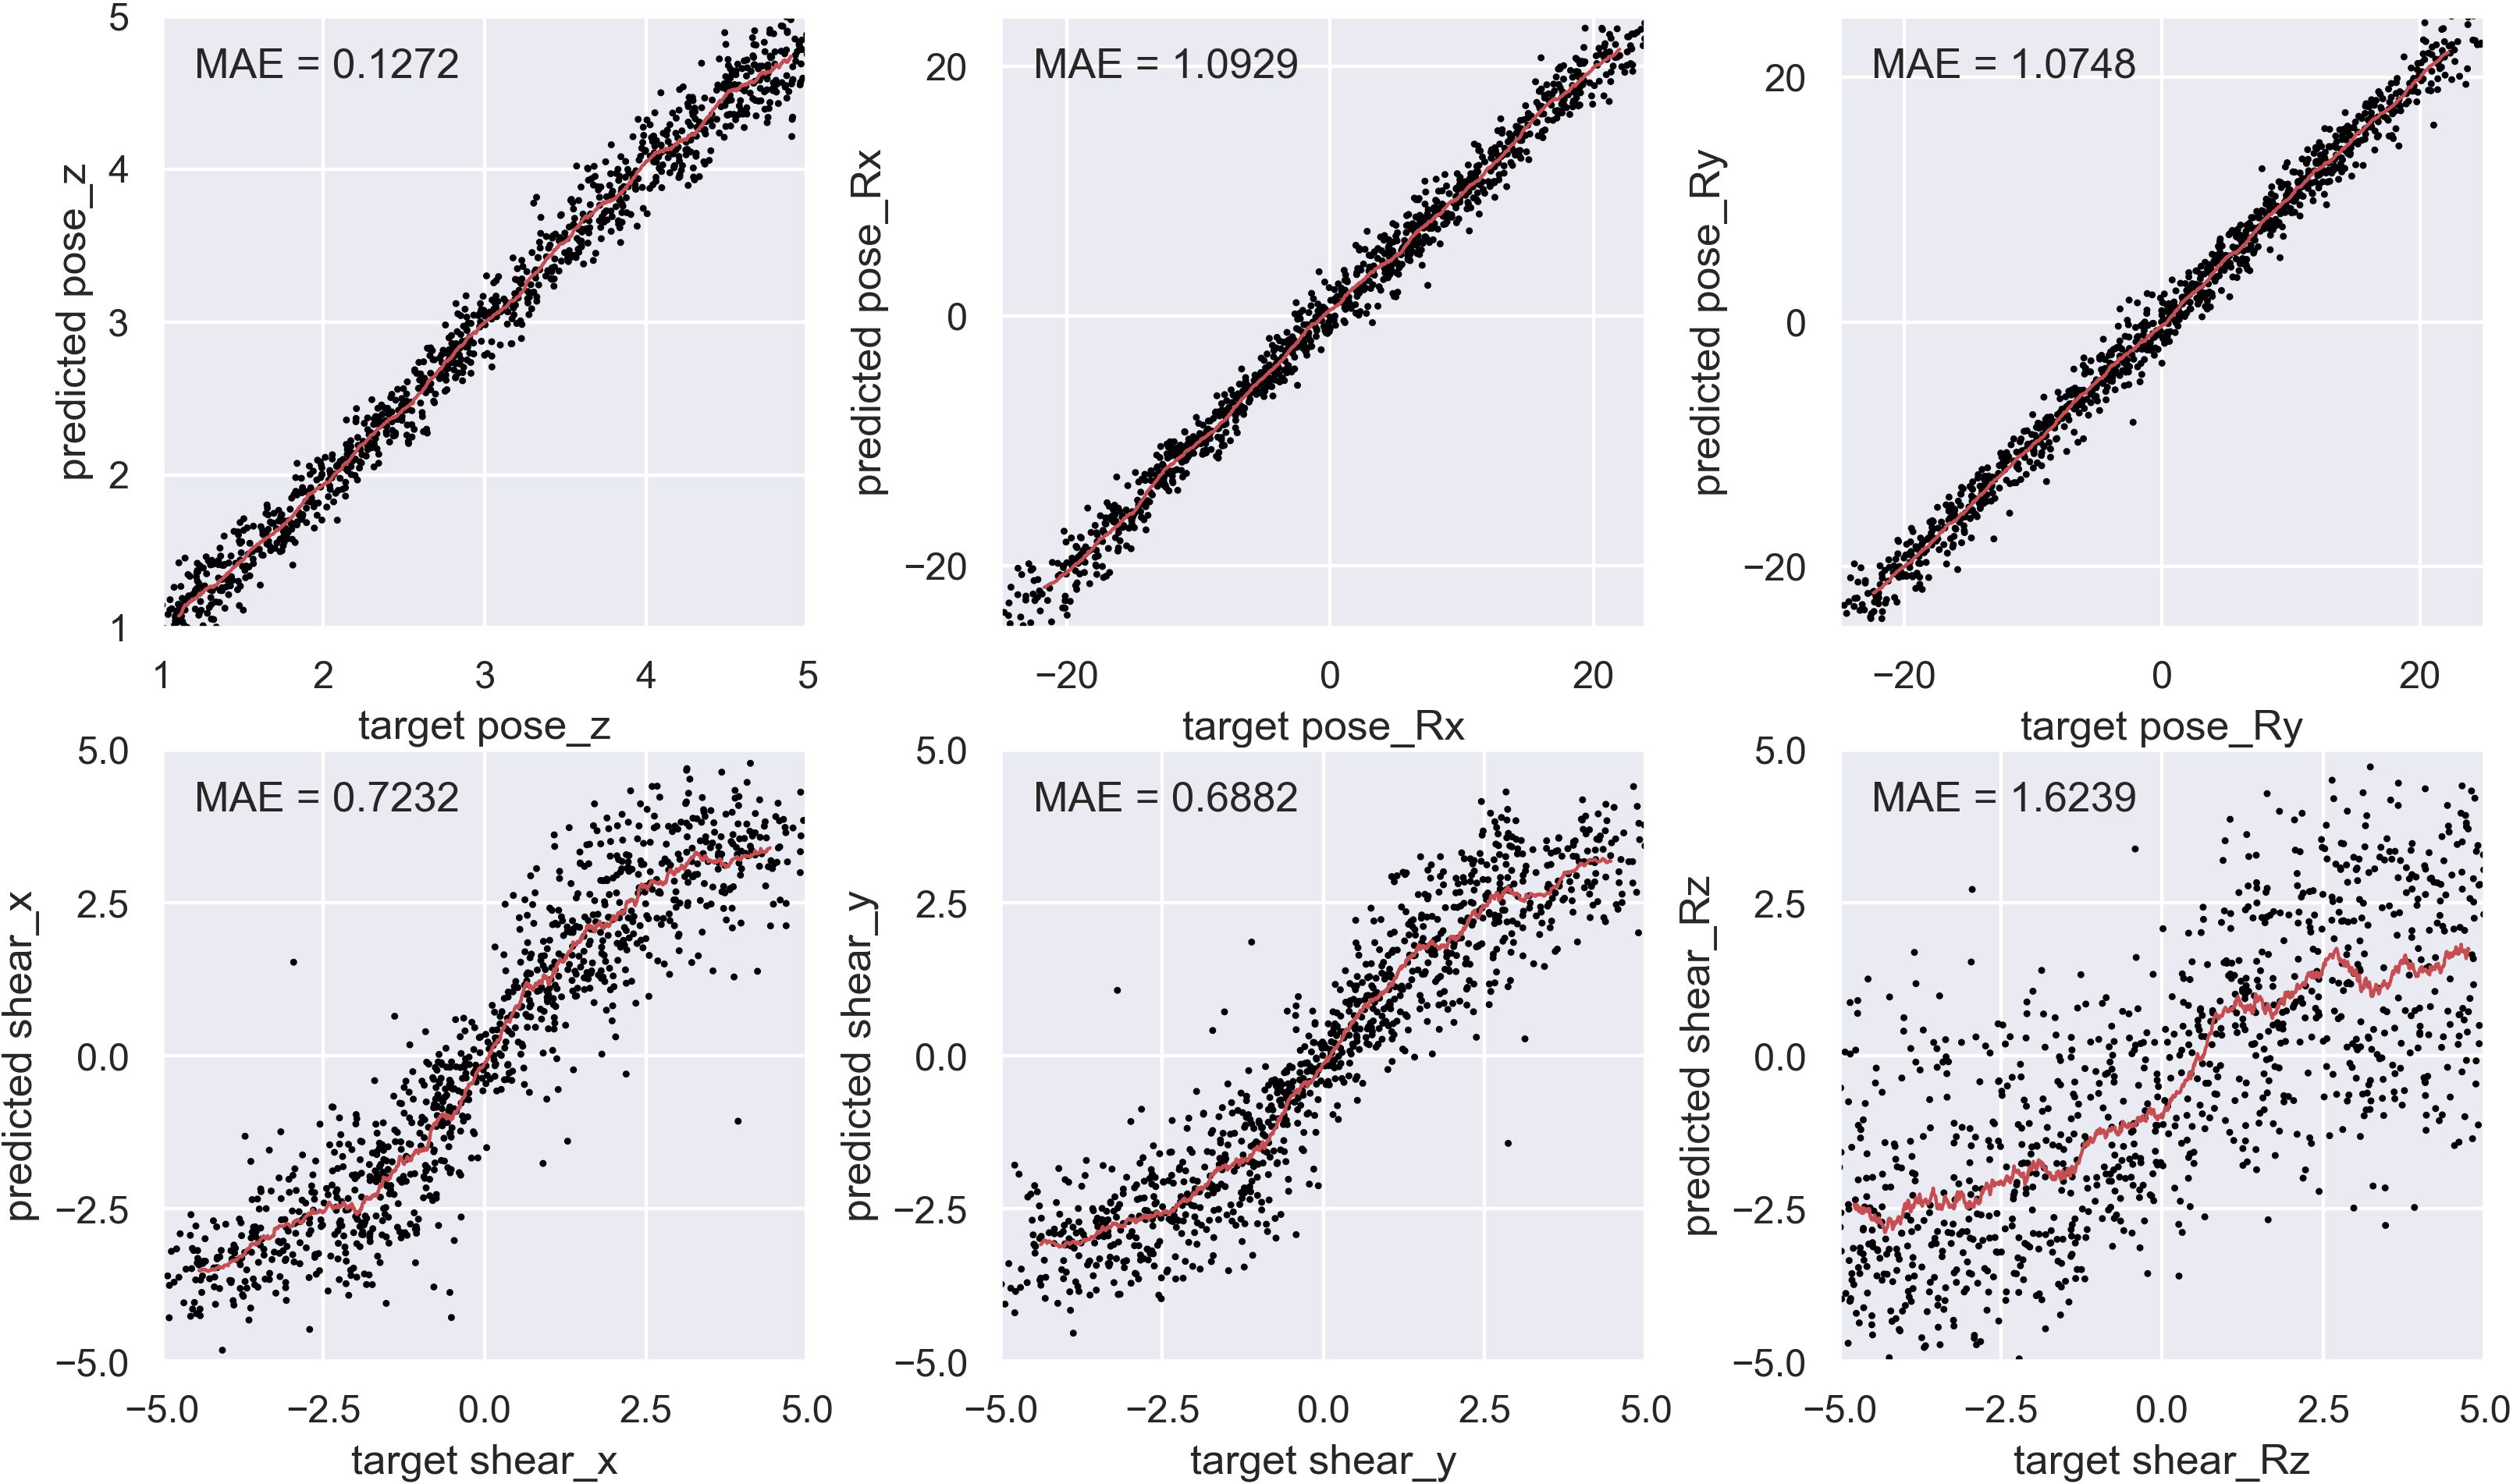 MAE = 0.1272
5
4
3
2
1
predicted pose_z
1 2 3 4 5
target pose_z
MAE = 1.0929
20
0
−20
predicted pose_Rx
−20 0 20
target pose_Rx
MAE = 1.0748
20
0
−20
predicted pose_Ry
−20 0 20
target pose_Ry
MAE = 0.7232
5.0
2.5
0.0
−2.5
−5.0
predicted shear_x
−5.0 −2.5 0.0 2.5 5.0
target shear_x
MAE = 0.6882
5.0
2.5
0.0
−2.5
−5.0
predicted shear_y
−5.0 −2.5 0.0 2.5 5.0
target shear_y
MAE = 1.6239
5.0
2.5
0.0
−2.5
−5.0
predicted shear_Rz
−5.0 −2.5 0.0 2.5 5.0
target shear_Rz